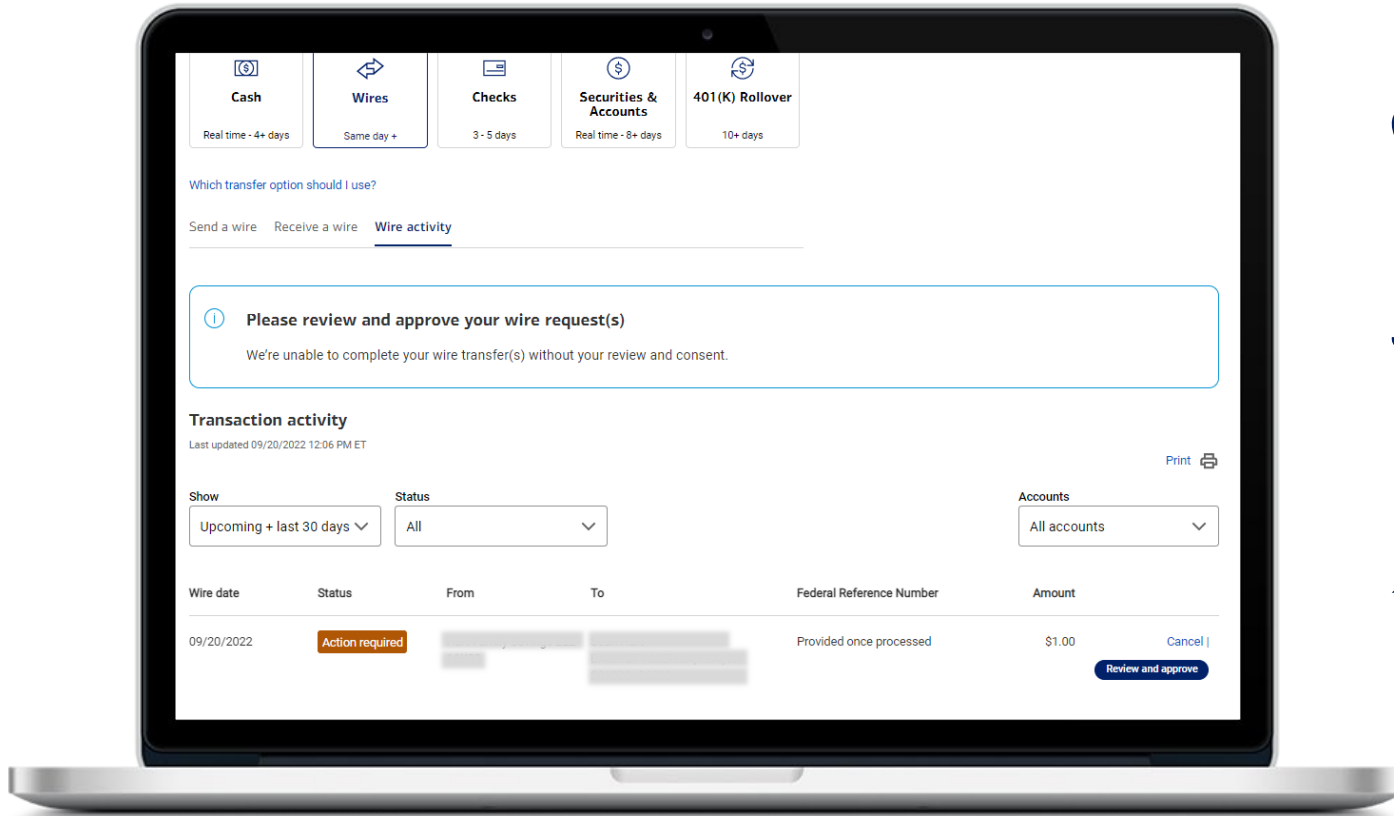 Cash
Wires
Checks
Securities & Accounts
401(K) Rollover
Real time - 4+ days
Same day +
3 - 5 days
Real time - 8+ days
10+ days
Which transfer option should I use?
Send a wire Receive a wire Wire activity
Please review and approve your wire request(s)
We're unable to complete your wire transfer(s) without your review and consent.
Transaction activity
Last updated 09/20/2022 12:06 PM ET
Print
Show Status Accounts
Upcoming + last 30 days All All accounts
Wire date Status From To Federal Reference Number Amount
09/20/2022 Action required Provided once processed $1.00 Cancel |
Review and approve